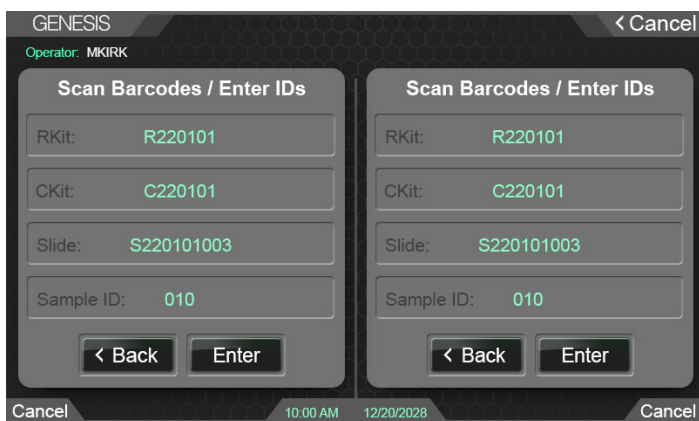 GENESIS
< Cancel
Operator: MKIRK
Scan Barcodes / Enter IDs
RKit: R220101
CKit: C220101
Slide: S220101003
Sample ID: 010
< Back Enter
Scan Barcodes / Enter IDs
RKit: R220101
CKit: C220101
Slide: S220101003
Sample ID: 010
< Back Enter
Cancel 10:00 AM 12/20/2028 Cancel